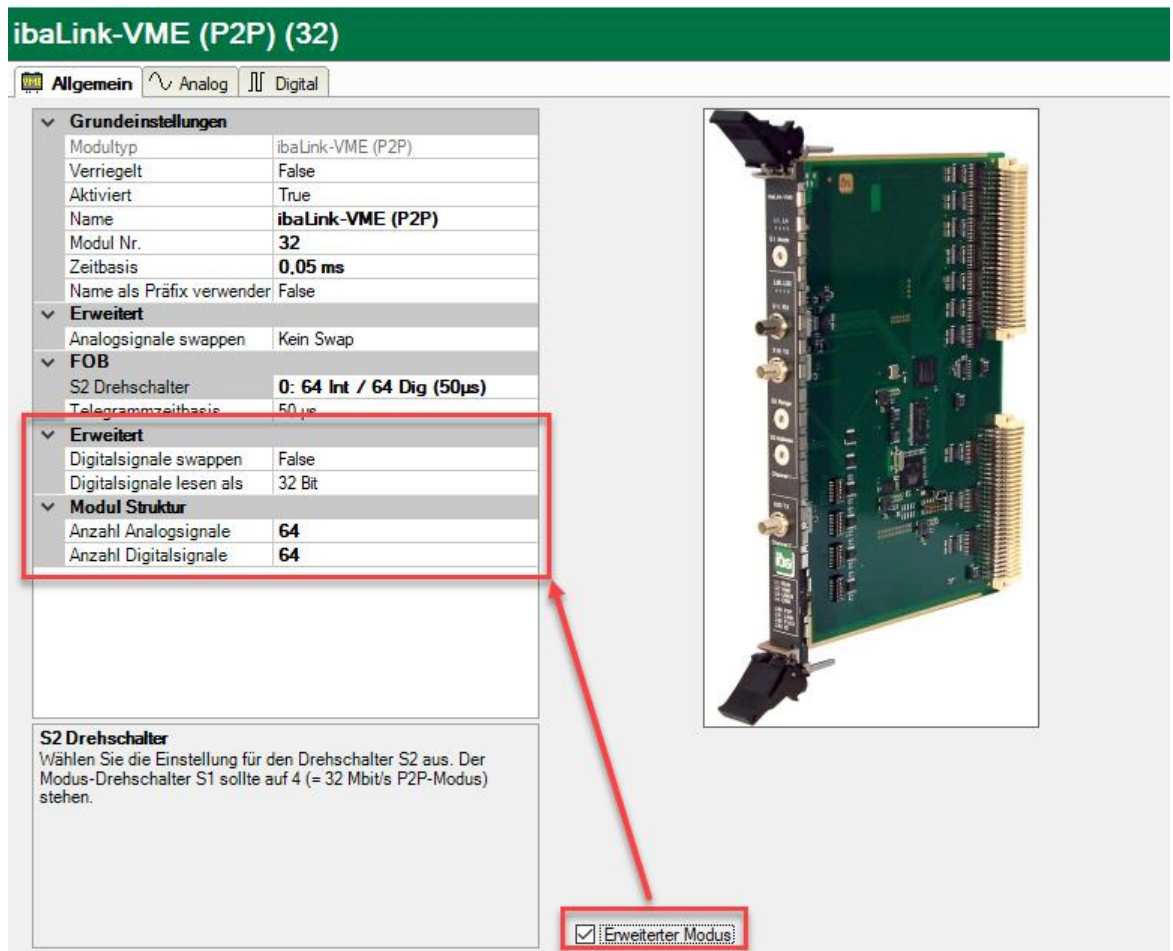 ibaLink-VME (P2P) (32)
Allgemein Analog Digital
Grundeinstellungen
Modultyp ibaLink-VME (P2P)
Verriegelt False
Aktiviert True
Name ibaLink-VME (P2P)
Modul Nr. 32
Zeitbasis 0,05 ms
Name als Präfix verwender False
Erweitert
Analogsignale swappen Kein Swap
FOB
S2 Drehschalter 0: 64 Int / 64 Dig (50µs)
Telegrammzeitbasis 50 µs
Erweitert
Digitalsignale swappen False
Digitalsignale lesen als 32 Bit
Modul Struktur
Anzahl Analogsignale 64
Anzahl Digitalsignale 64
S2 Drehschalter
Wählen Sie die Einstellung für den Drehschalter S2 aus. Der
Modus-Drehschalter S1 sollte auf 4 (= 32 Mbit/s P2P-Modus)
stehen.
Erweiterter Modus
iba